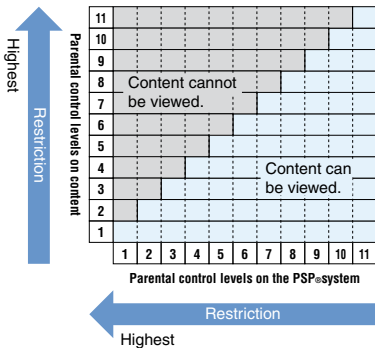 Highest
Restriction
Parental control levels on content
11
10
9
8
7
6
5
4
3
2
1
Content cannot
be viewed.
Content can
be viewed.
1 2 3 4 5 6 7 8 9 10 11
Parental control levels on the PSP®system
Restriction
Highest